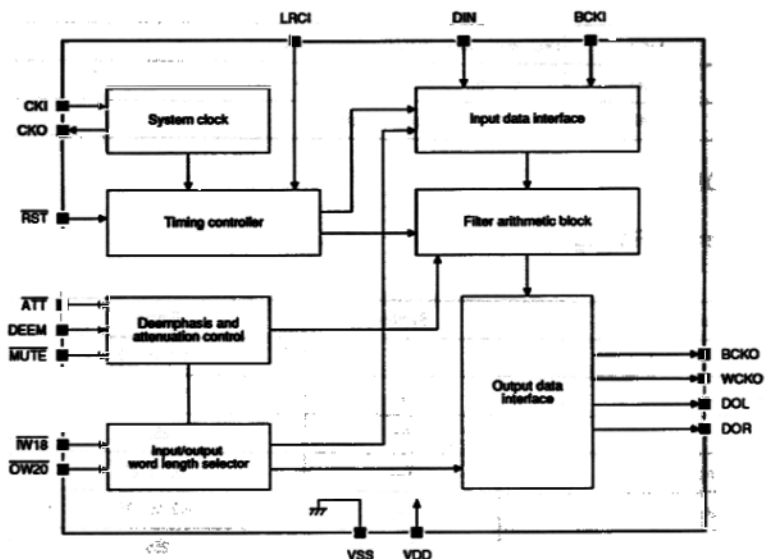 LRCI
DIN
BCKI
CKI
CKO
System clock
Input data interface
RST
Timing controller
Filter arithmetic block
ATT
DEEM
MUTE
Deemphasis and
attenuation control
Output data
interface
BCKO
WCKO
DOL
DOR
IW18
OW20
Input/output
word length selector
VSS
VDD